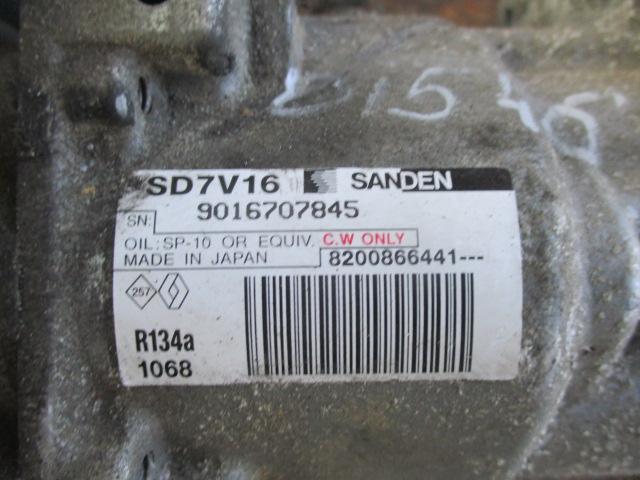 SD7V16 SANDEN
SN: 9016707845
OIL:SP-10 OR EQUIV. C.W ONLY
MADE IN JAPAN 8200866441---
257
R134a
1068